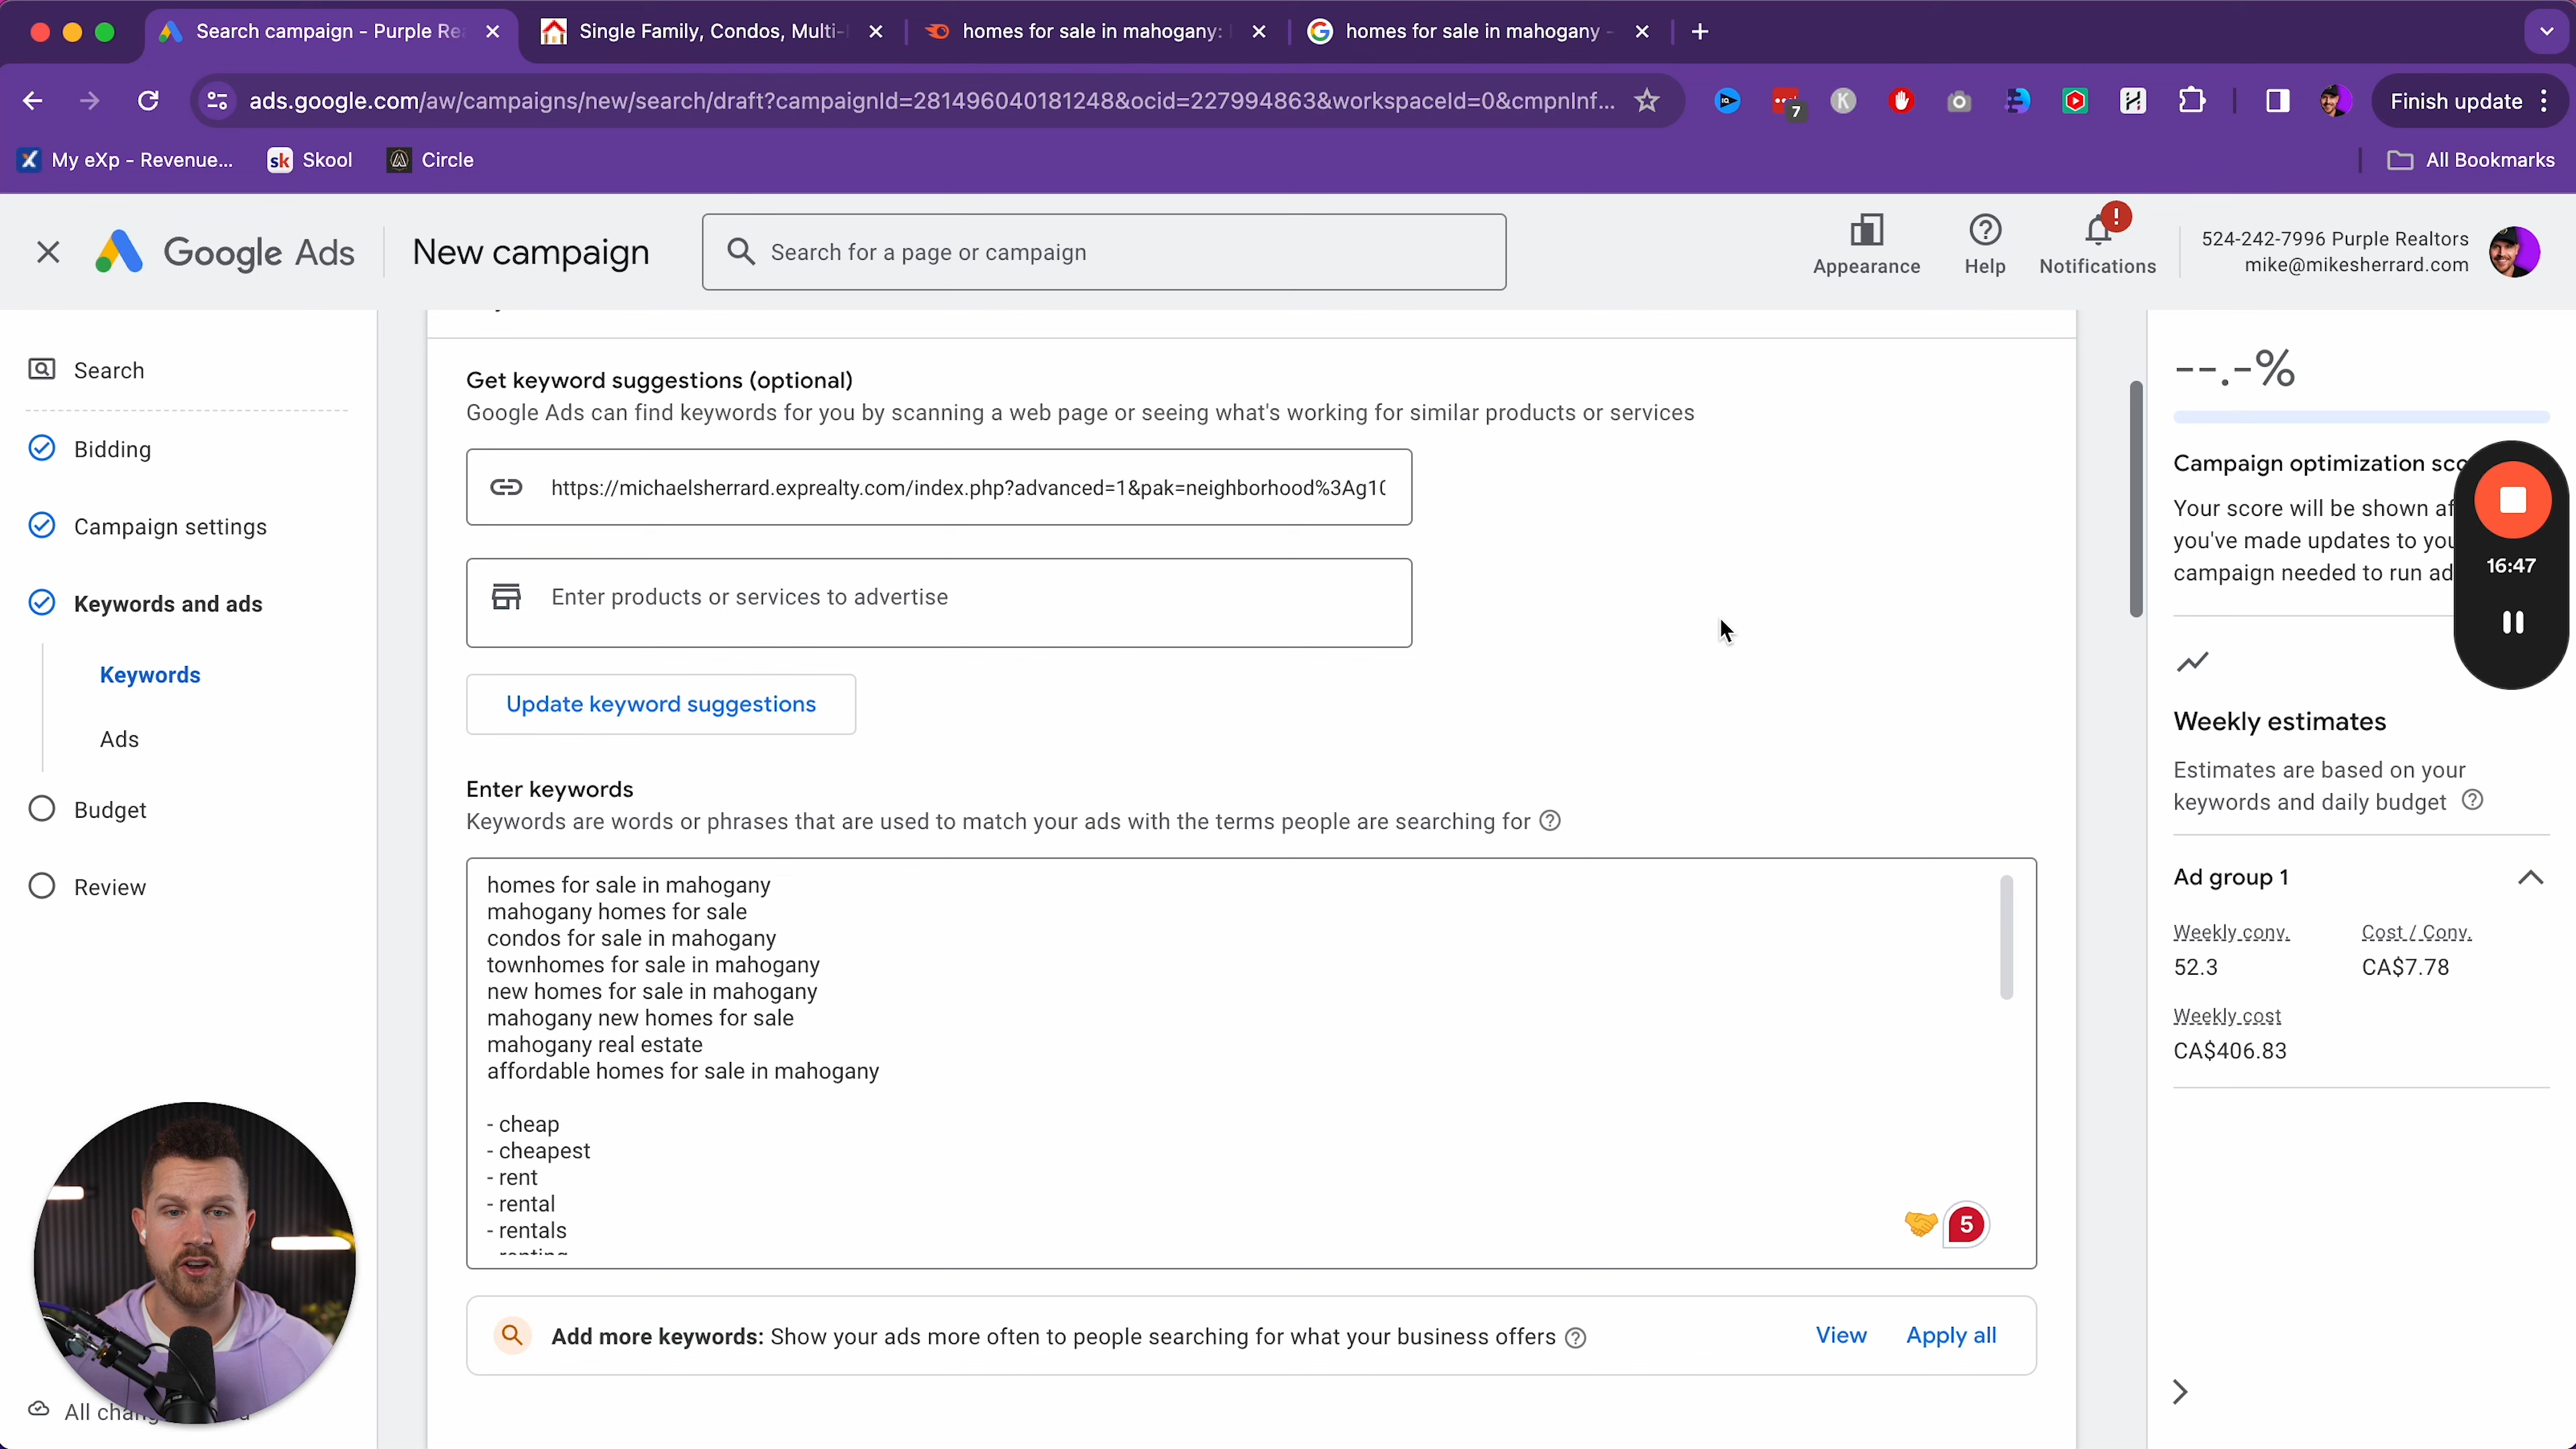 Search campaign - Purple Re
Single Family, Condos, Multi-
homes for sale in mahogany:
homes for sale in mahogany -
ads.google.com/aw/campaigns/new/search/draft?campaignId=281496040181248&ocid=227994863&workspaceId=0&cmpnInf...
7
K
Finish update
My eXp - Revenue...
sk Skool
Circle
All Bookmarks
Google Ads
New campaign
Search for a page or campaign
Appearance
Help
Notifications
524-242-7996 Purple Realtors
mike@mikesherrard.com
Search
Bidding
Campaign settings
Keywords and ads
Keywords
Ads
Budget
Review
Get keyword suggestions (optional)
Google Ads can find keywords for you by scanning a web page or seeing what's working for similar products or services
https://michaelsherrard.exprealty.com/index.php?advanced=1&pak=neighborhood%3Ag1(
Enter products or services to advertise
Update keyword suggestions
Enter keywords
Keywords are words or phrases that are used to match your ads with the terms people are searching for
homes for sale in mahogany
mahogany homes for sale
condos for sale in mahogany
townhomes for sale in mahogany
new homes for sale in mahogany
mahogany new homes for sale
mahogany real estate
affordable homes for sale in mahogany
- cheap
- cheapest
- rent
- rental
- rentals
- renting
5
Add more keywords: Show your ads more often to people searching for what your business offers
View
Apply all
--.-%
Campaign optimization sco
Your score will be shown af
you've made updates to you
campaign needed to run ad
16:47
Weekly estimates
Estimates are based on your
keywords and daily budget
Ad group 1
Weekly conv.
Cost / Conv.
52.3
CA$7.78
Weekly cost
CA$406.83
All chang